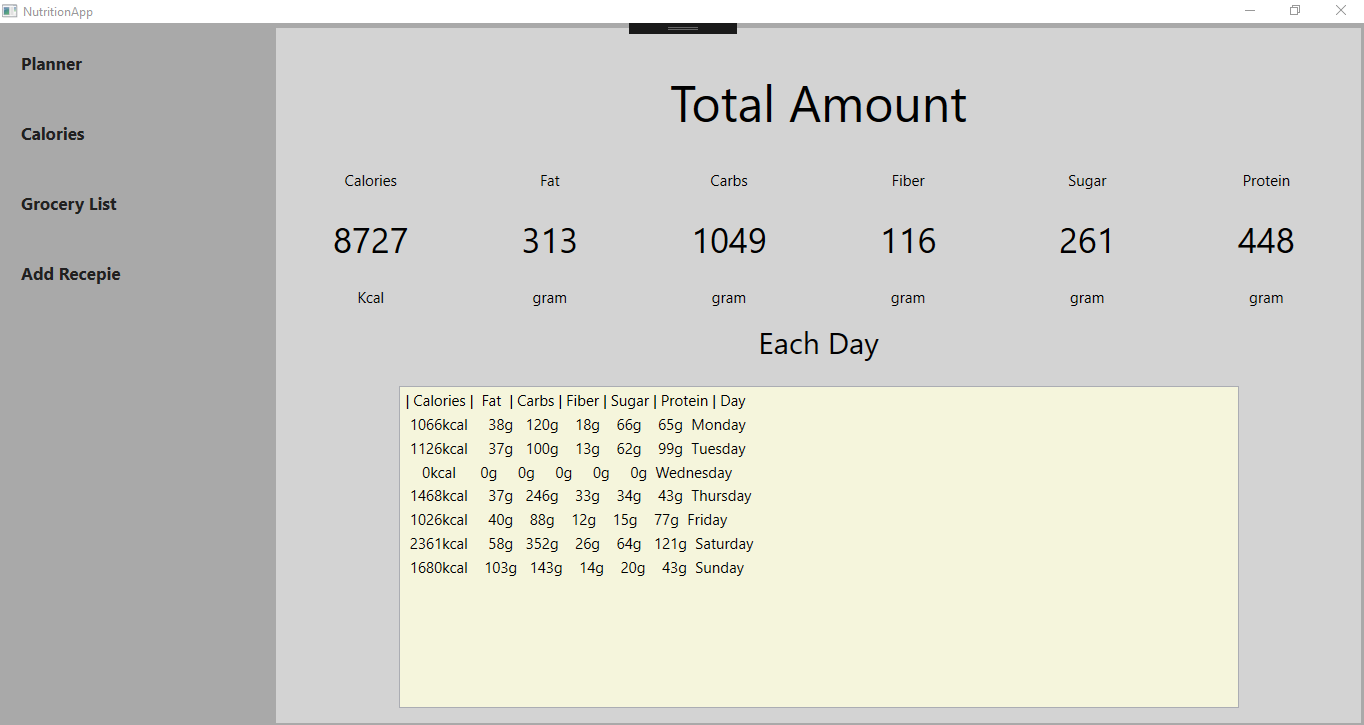 NutritionApp
Planner
Calories
Grocery List
Add Recepie
Total Amount
Calories Fat Carbs Fiber Sugar Protein
8727 313 1049 116 261 448
Kcal gram gram gram gram gram
Each Day
| Calories | Fat | Carbs | Fiber | Sugar | Protein | Day
1066kcal 38g 120g 18g 66g 65g Monday
1126kcal 37g 100g 13g 62g 99g Tuesday
0kcal 0g 0g 0g 0g 0g Wednesday
1468kcal 37g 246g 33g 34g 43g Thursday
1026kcal 40g 88g 12g 15g 77g Friday
2361kcal 58g 352g 26g 64g 121g Saturday
1680kcal 103g 143g 14g 20g 43g Sunday